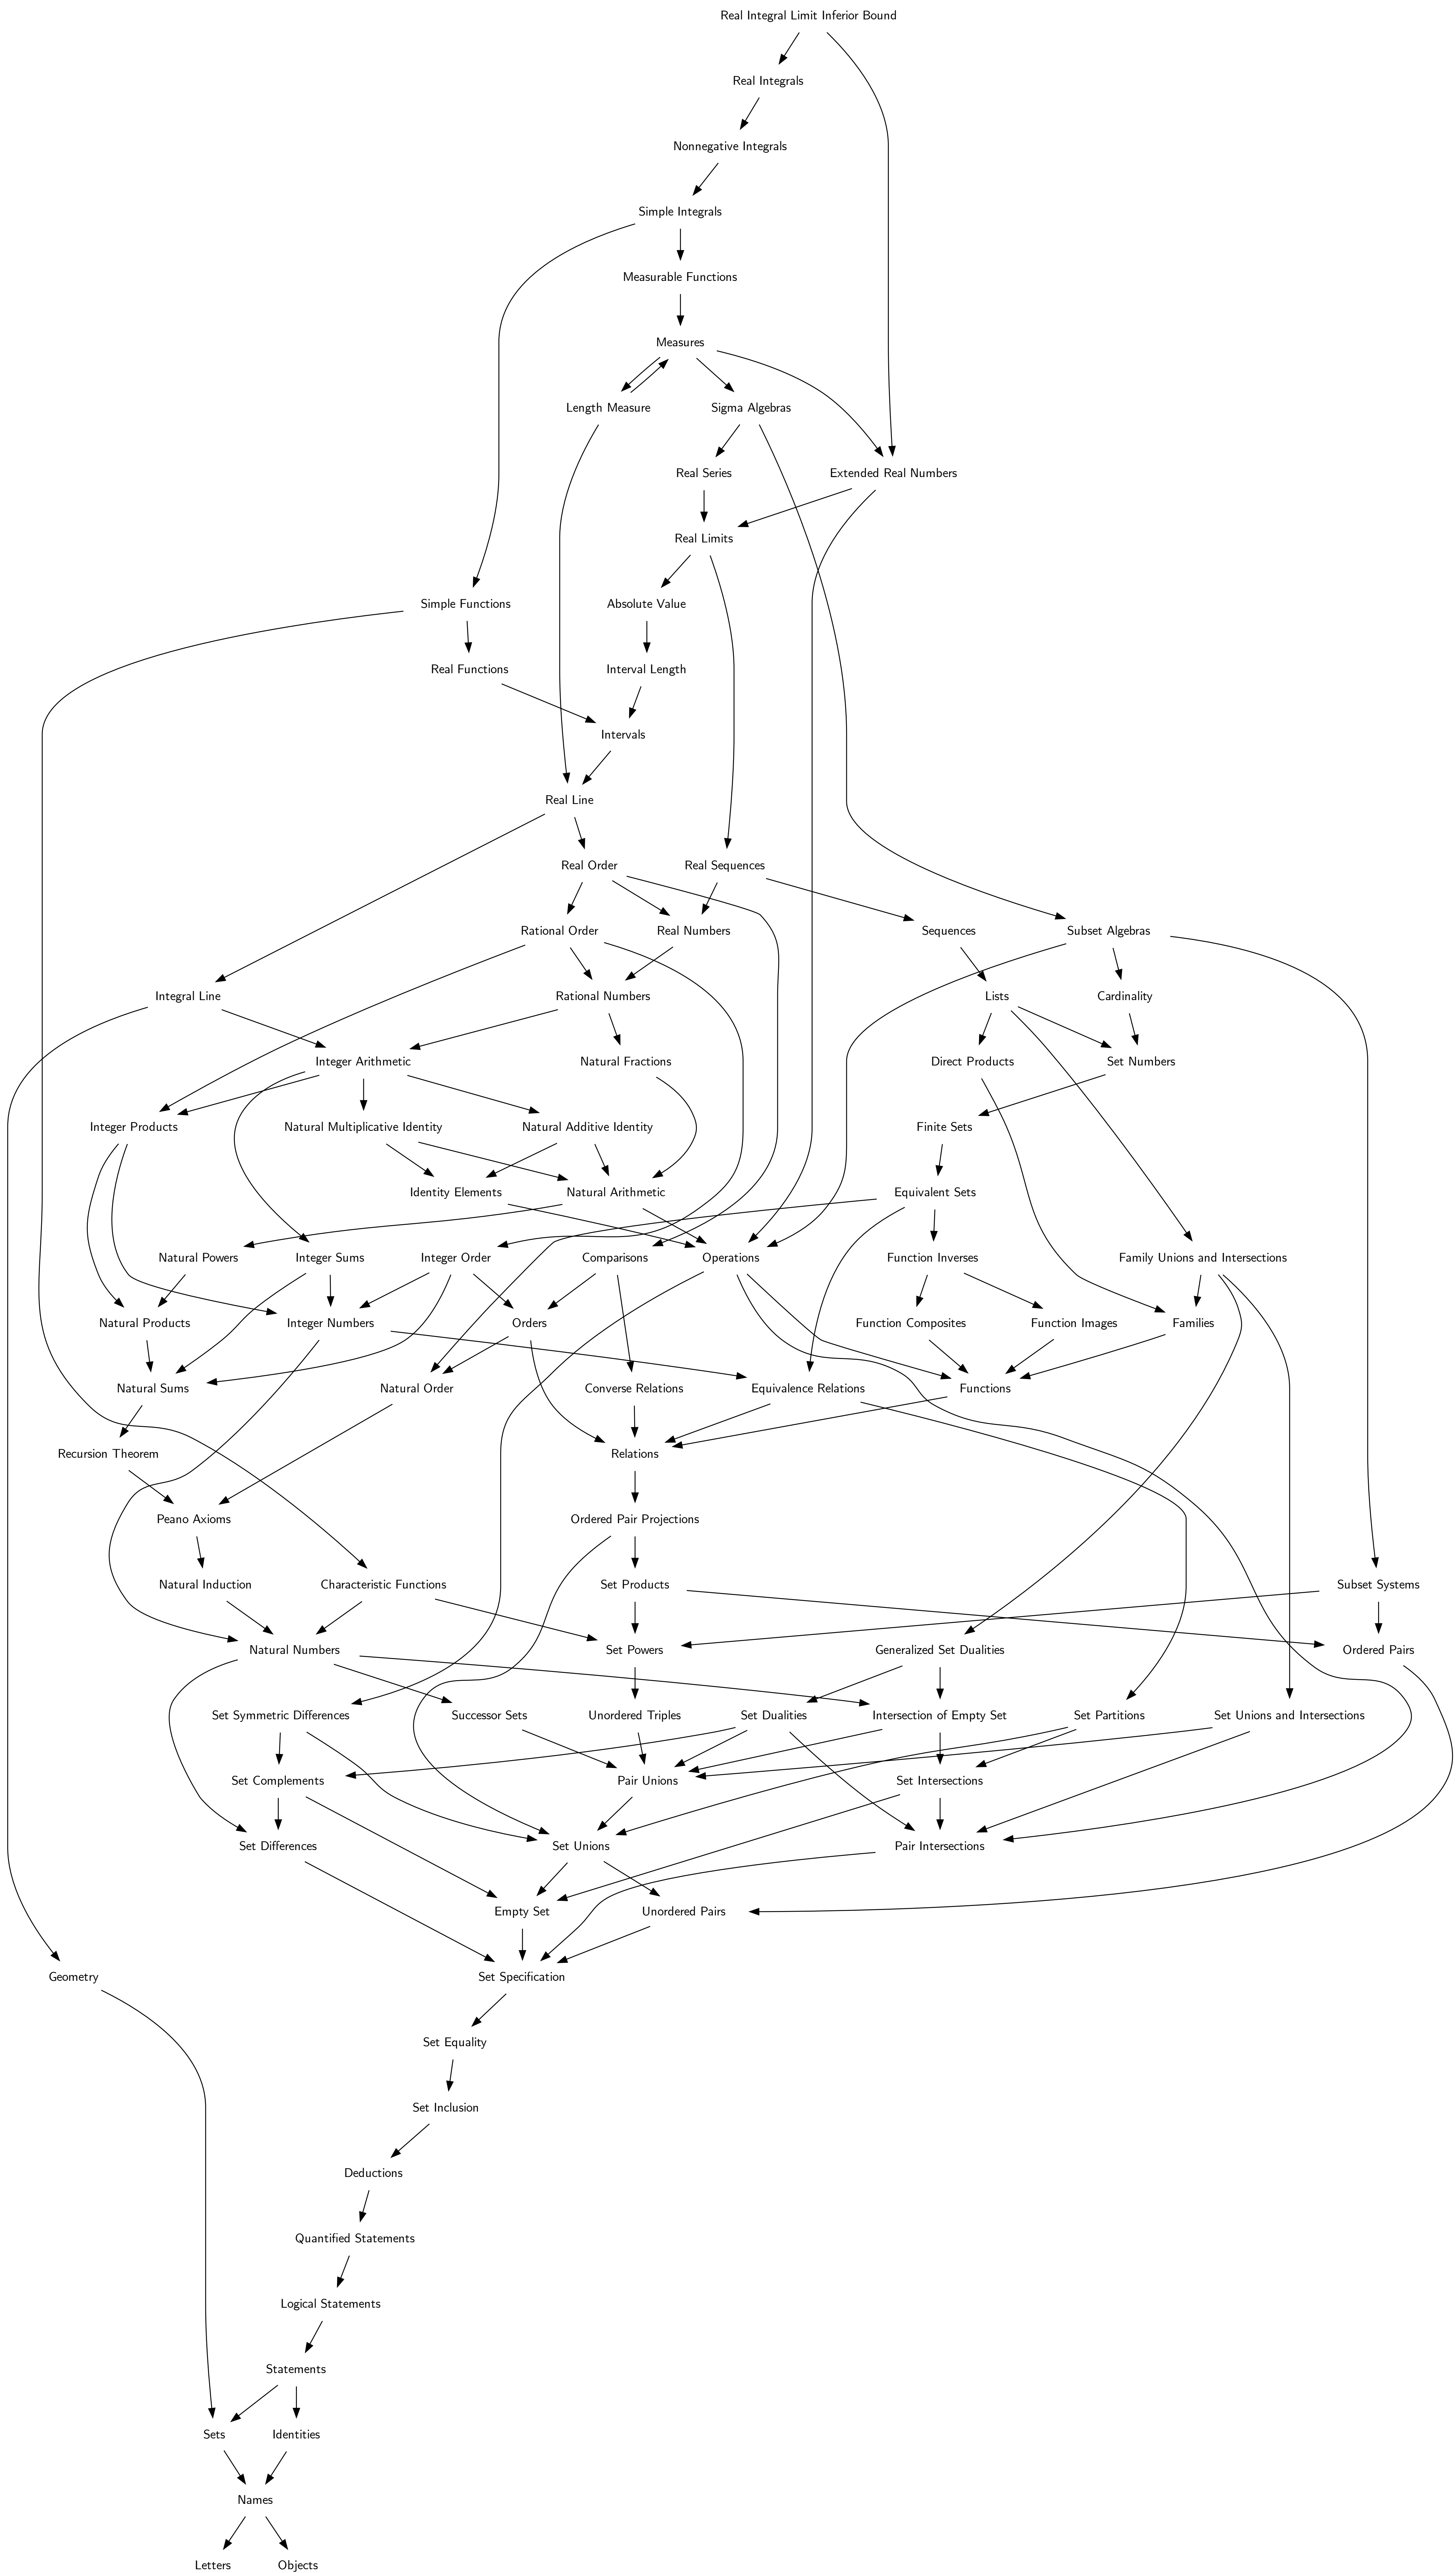 Real Integral Limit Inferior Bound
Real Integrals
Nonnegative Integrals
Simple Integrals
Measurable Functions
Measures
Length Measure
Sigma Algebras
Real Series
Extended Real Numbers
Real Limits
Simple Functions
Absolute Value
Real Functions
Interval Length
Intervals
Real Line
Real Order
Real Sequences
Rational Order
Real Numbers
Sequences
Subset Algebras
Integral Line
Rational Numbers
Lists
Cardinality
Integer Arithmetic
Natural Fractions
Direct Products
Set Numbers
Integer Products
Natural Multiplicative Identity
Natural Additive Identity
Finite Sets
Identity Elements
Natural Arithmetic
Equivalent Sets
Natural Powers
Integer Sums
Integer Order
Comparisons
Operations
Function Inverses
Family Unions and Intersections
Natural Products
Integer Numbers
Orders
Function Composites
Function Images
Families
Natural Sums
Natural Order
Converse Relations
Equivalence Relations
Functions
Recursion Theorem
Relations
Peano Axioms
Ordered Pair Projections
Natural Induction
Characteristic Functions
Set Products
Subset Systems
Natural Numbers
Set Powers
Generalized Set Dualities
Ordered Pairs
Set Symmetric Differences
Successor Sets
Unordered Triples
Set Dualities
Intersection of Empty Set
Set Partitions
Set Unions and Intersections
Set Complements
Pair Unions
Set Intersections
Set Differences
Set Unions
Pair Intersections
Empty Set
Unordered Pairs
Geometry
Set Specification
Set Equality
Set Inclusion
Deductions
Quantified Statements
Logical Statements
Statements
Sets
Identities
Names
Letters
Objects